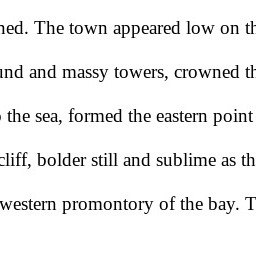 ned. The town appeared low on th
und and massy towers, crowned th
the sea, formed the eastern point
cliff, bolder still and sublime as th
western promontory of the bay. T